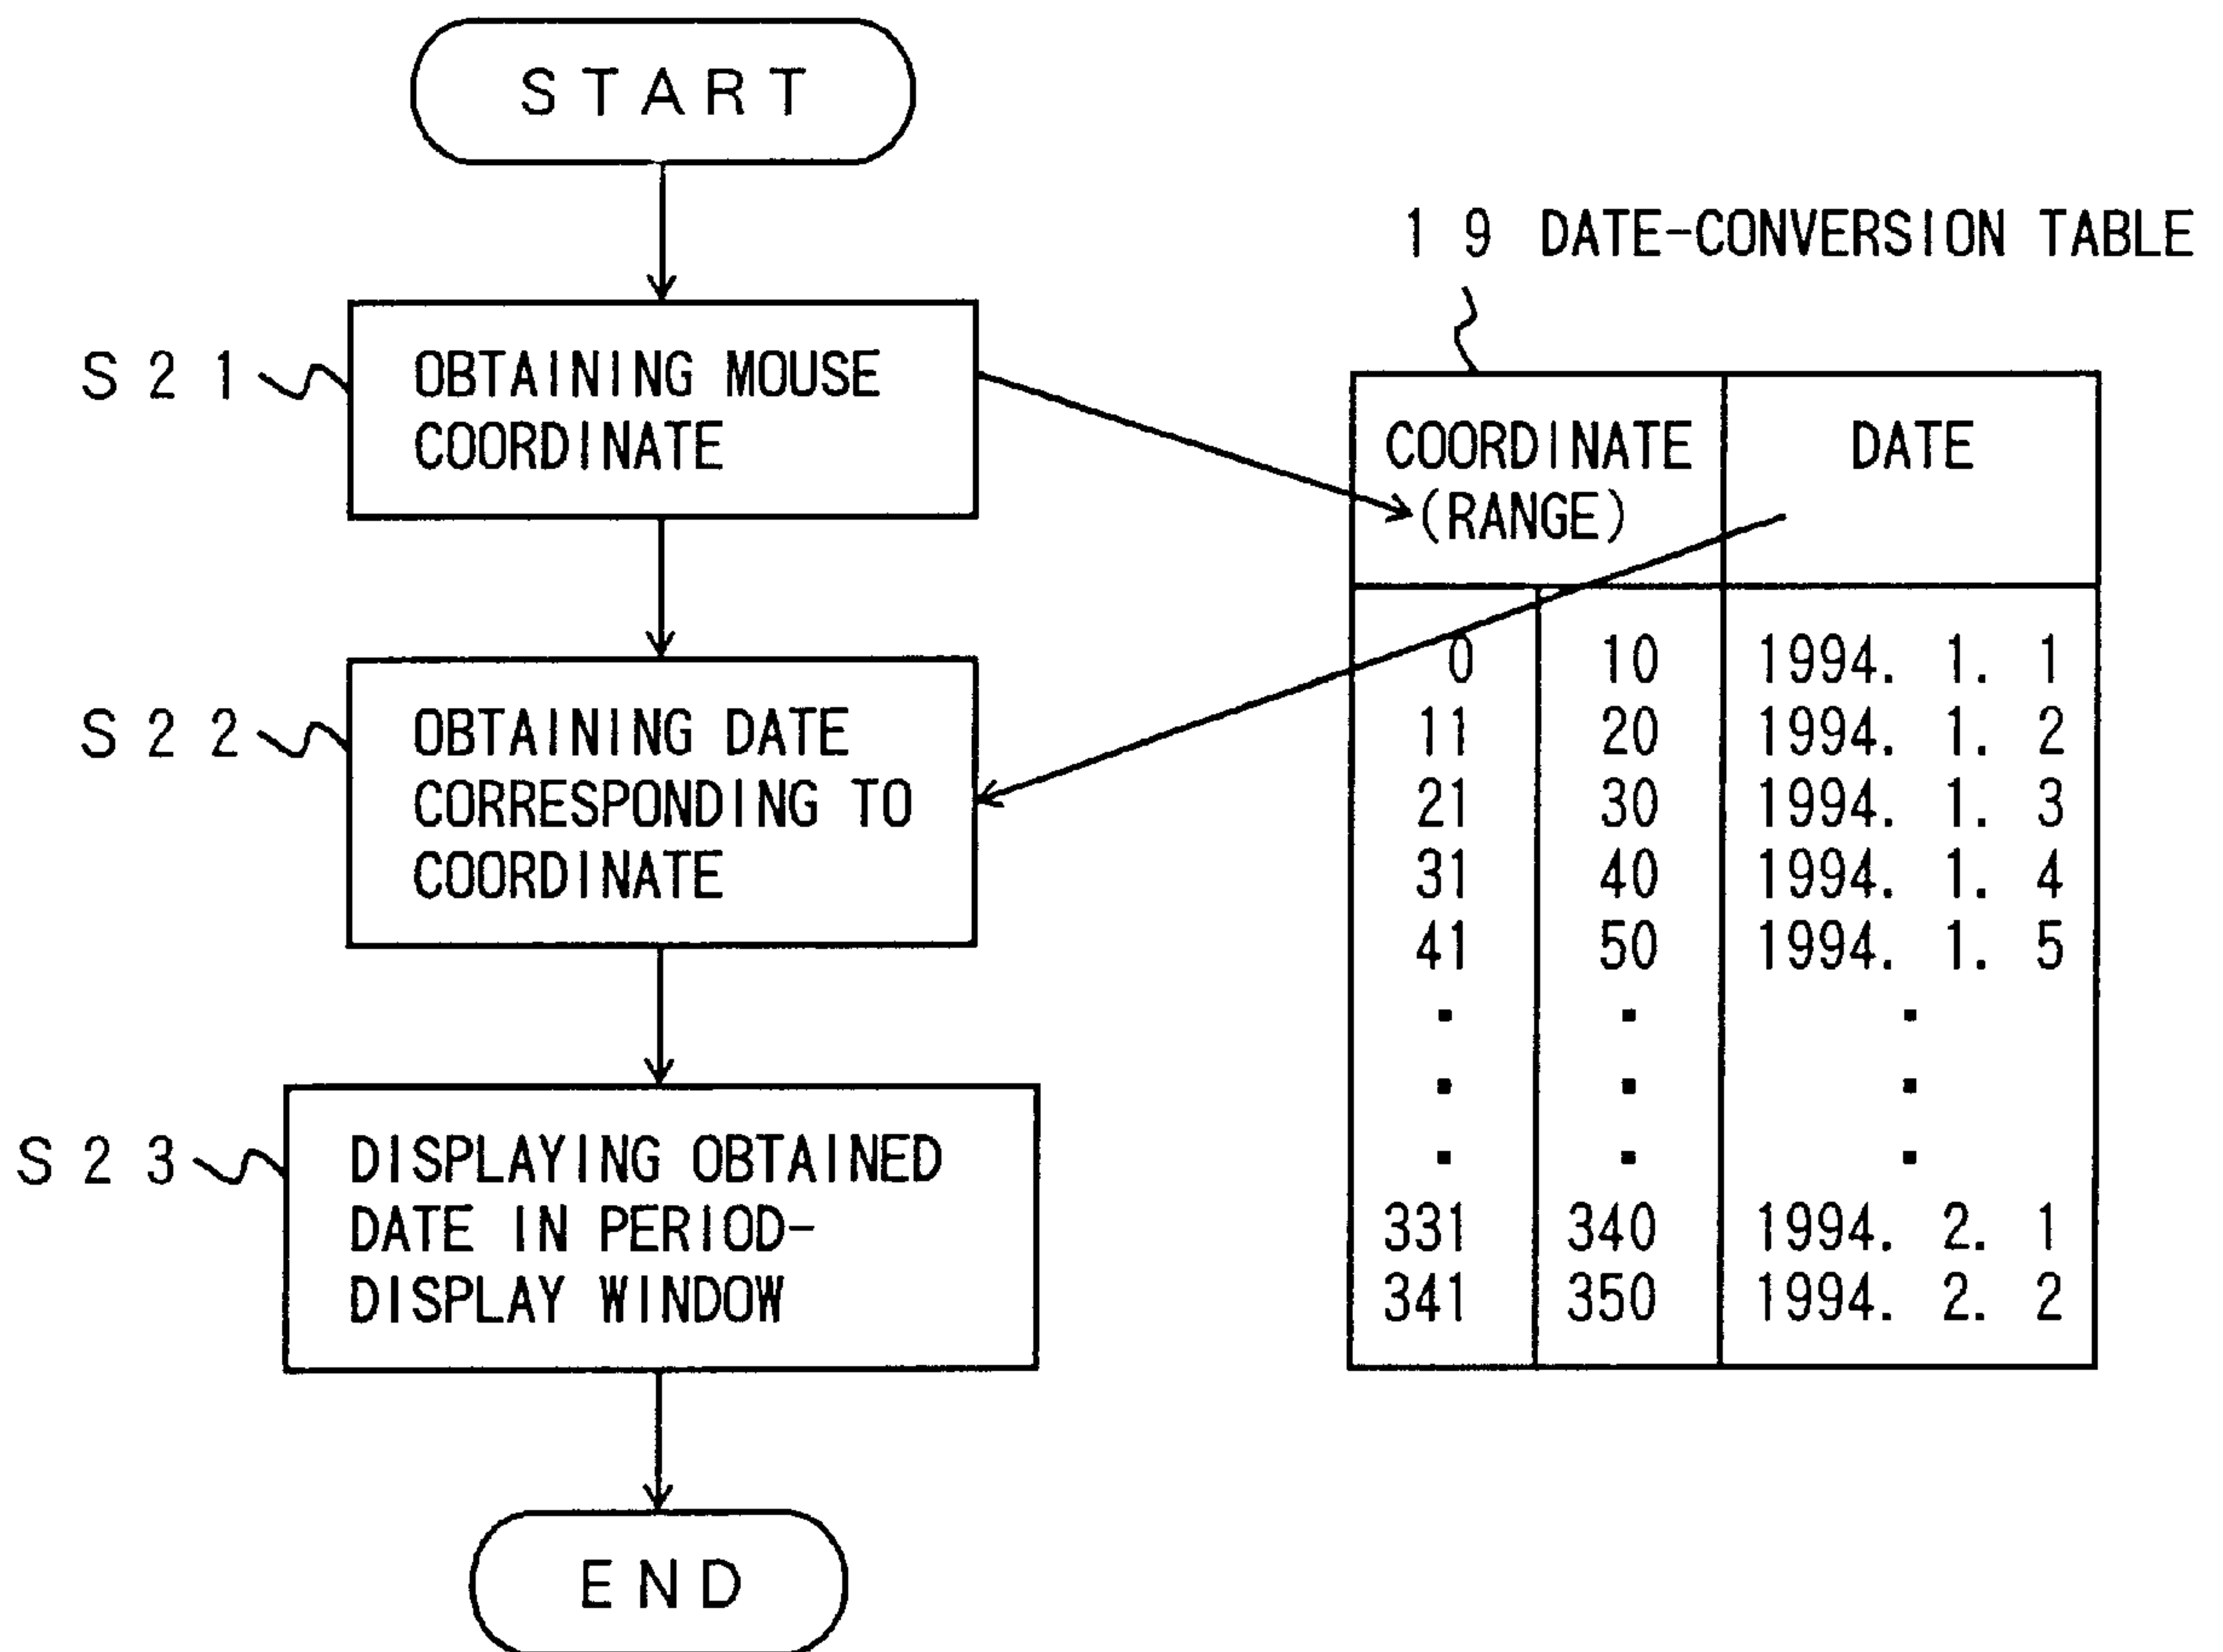 START
S21
OBTAINING MOUSE
COORDINATE
S22
OBTAINING DATE
CORRESPONDING TO
COORDINATE
S23
DISPLAYING OBTAINED
DATE IN PERIOD-
DISPLAY WINDOW
END
19 DATE-CONVERSION TABLE
COORDINATE DATE
(RANGE)
0 10 1994. 1. 1
11 20 1994. 1. 2
21 30 1994. 1. 3
31 40 1994. 1. 4
41 50 1994. 1. 5
. . .
. . .
. . .
331 340 1994. 2. 1
341 350 1994. 2. 2